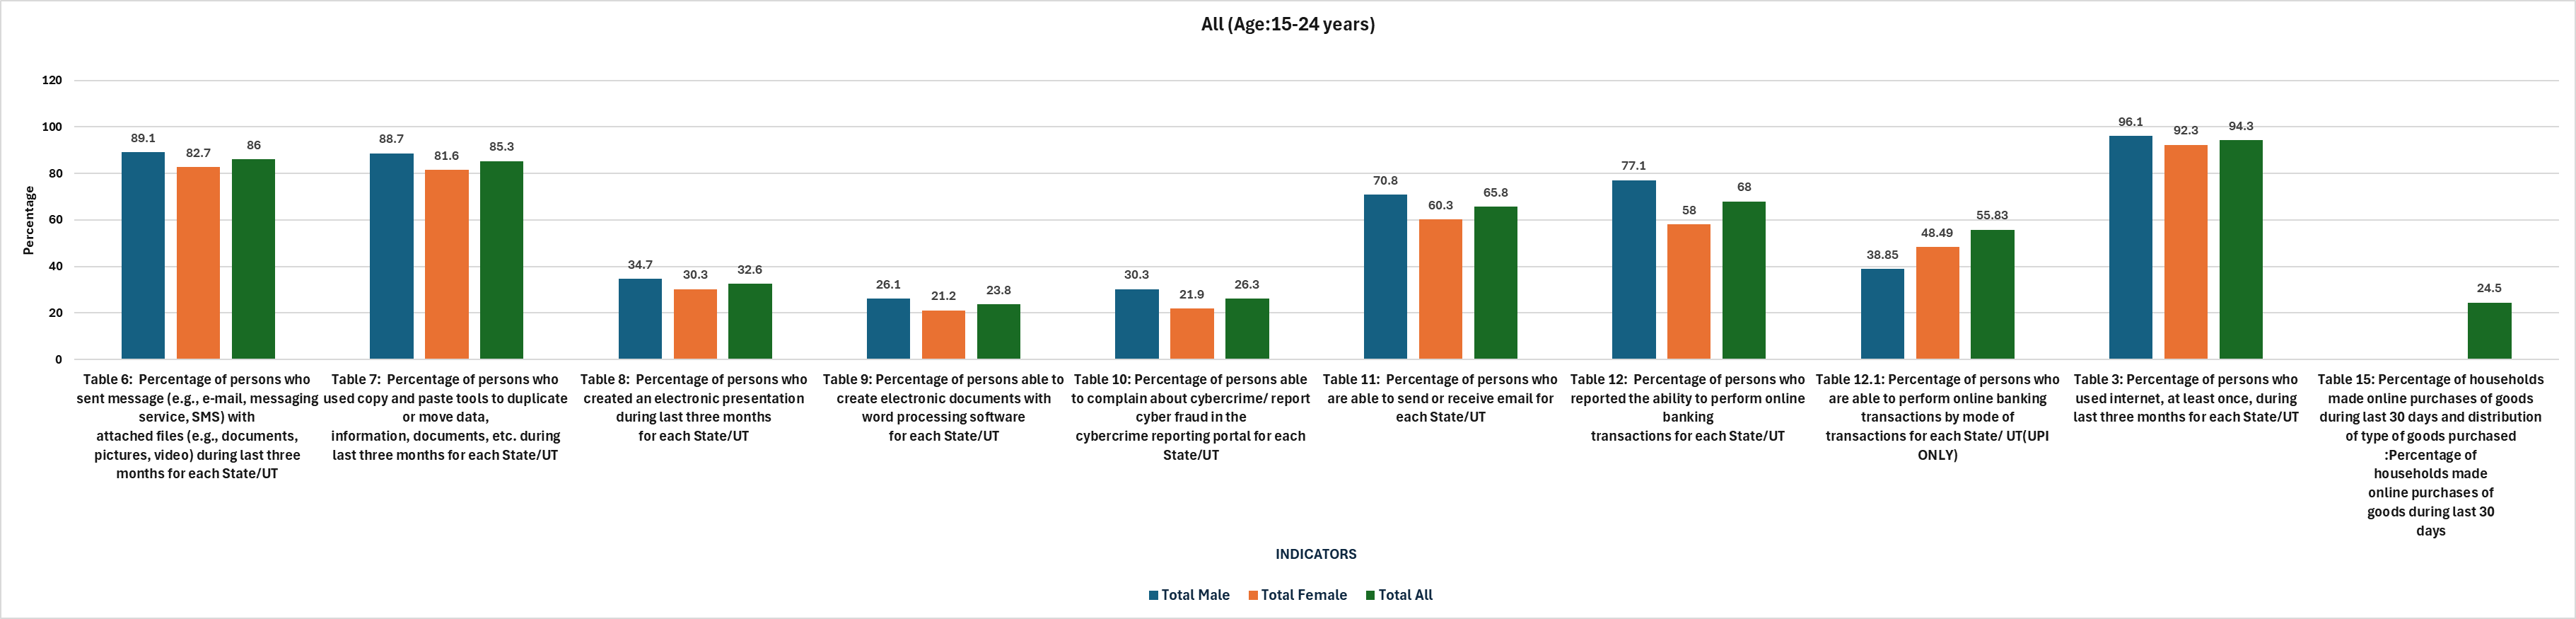 All (Age:15-24 years)
120
100
80
60
40
20
0
Percentage
89.1
82.7
86
88.7
81.6
85.3
34.7
30.3
32.6
26.1
21.2
23.8
30.3
21.9
26.3
70.8
60.3
65.8
77.1
58
68
38.85
48.49
55.83
96.1
92.3
94.3
24.5
Table 6:  Percentage of persons who
sent message (e.g., e-mail, messaging
service, SMS) with
attached files (e.g., documents,
pictures, video) during last three
months for each State/UT
Table 7:  Percentage of persons who
used copy and paste tools to duplicate
or move data,
information, documents, etc. during
last three months for each State/UT
Table 8:  Percentage of persons who
created an electronic presentation
during last three months
for each State/UT
Table 9: Percentage of persons able to
create electronic documents with
word processing software
for each State/UT
Table 10: Percentage of persons able
to complain about cybercrime/ report
cyber fraud in the
cybercrime reporting portal for each
State/UT
Table 11:  Percentage of persons who
are able to send or receive email for
each State/UT
Table 12:  Percentage of persons who
reported the ability to perform online
banking
transactions for each State/UT
Table 12.1: Percentage of persons who
are able to perform online banking
transactions by mode of
transactions for each State/ UT(UPI
ONLY)
Table 3: Percentage of persons who
used internet, at least once, during
last three months for each State/UT
Table 15: Percentage of households
made online purchases of goods
during last 30 days and distribution
of type of goods purchased
:Percentage of
households made
online purchases of
goods during last 30
days
INDICATORS
Total Male
Total Female
Total All